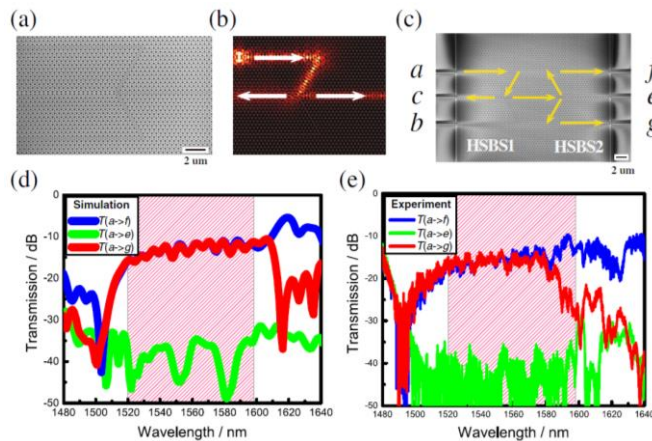 (a)
(b)
(c)
2 um
a
c
b
f
e
g
HSBS1
HSBS2
2 um
(d)
Simulation
T(a->f)
T(a->e)
T(a->g)
Transmission / dB
0
-10
-20
-30
-40
-50
1480 1500 1520 1540 1560 1580 1600 1620 1640
Wavelength / nm
(e)
Experiment
T(a->f)
T(a->e)
T(a->g)
Transmission / dB
0
-10
-20
-30
-40
-50
1480 1500 1520 1540 1560 1580 1600 1620 1640
Wavelength / nm